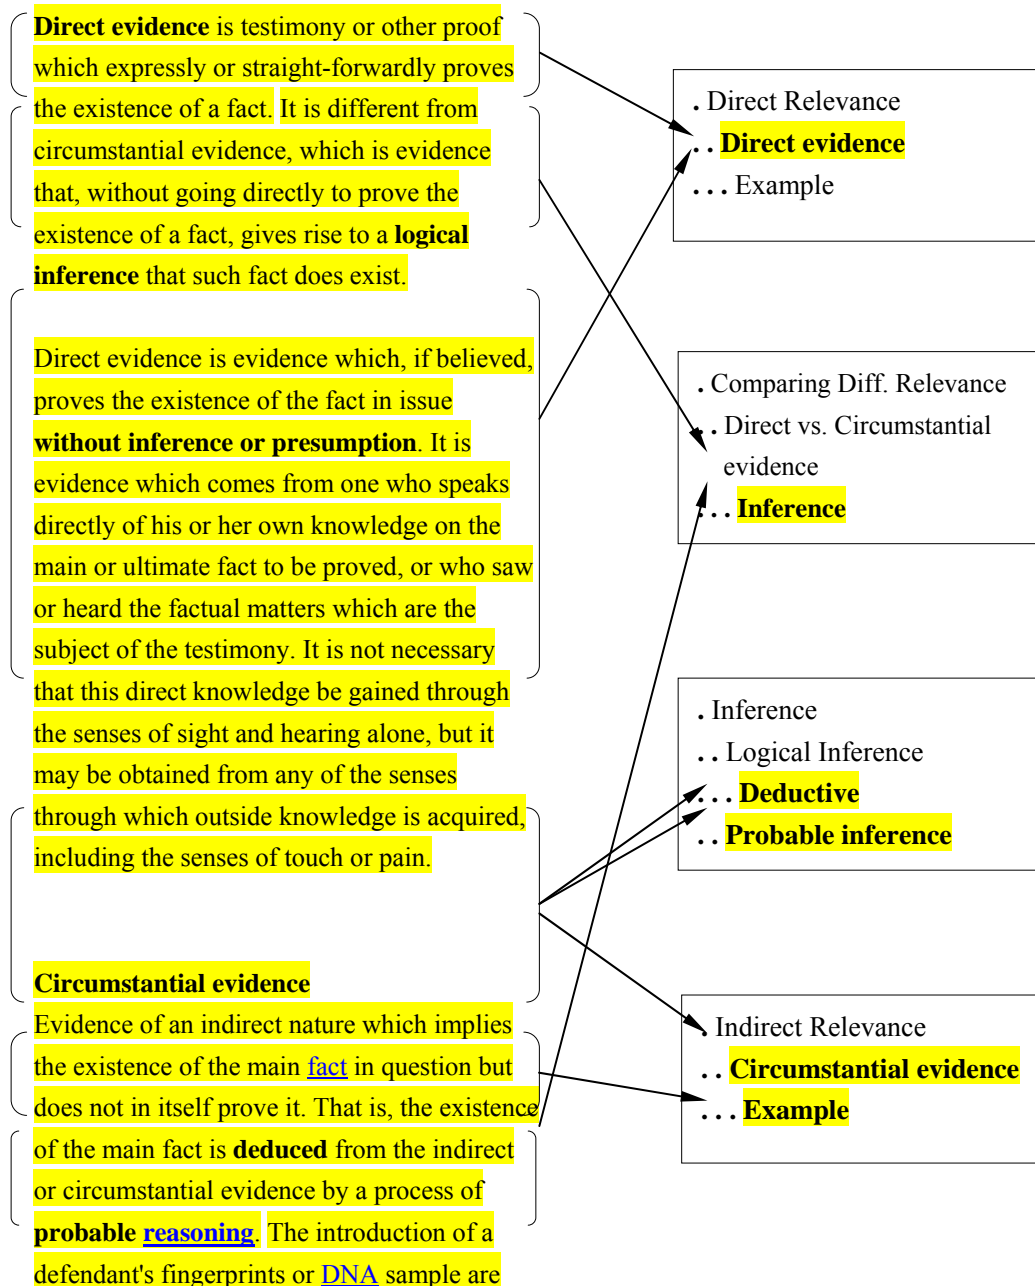 Direct evidence is testimony or other proof
which expressly or straight-forwardly proves
the existence of a fact. It is different from
circumstantial evidence, which is evidence
that, without going directly to prove the
existence of a fact, gives rise to a logical
inference that such fact does exist.
Direct evidence is evidence which, if believed,
proves the existence of the fact in issue
without inference or presumption. It is
evidence which comes from one who speaks
directly of his or her own knowledge on the
main or ultimate fact to be proved, or who saw
or heard the factual matters which are the
subject of the testimony. It is not necessary
that this direct knowledge be gained through
the senses of sight and hearing alone, but it
may be obtained from any of the senses
through which outside knowledge is acquired,
including the senses of touch or pain.
Circumstantial evidence
Evidence of an indirect nature which implies
the existence of the main fact in question but
does not in itself prove it. That is, the existence
of the main fact is deduced from the indirect
or circumstantial evidence by a process of
probable reasoning. The introduction of a
defendant's fingerprints or DNA sample are
. Direct Relevance
. . Direct evidence
. . . Example
. Comparing Diff. Relevance
. . Direct vs. Circumstantial
evidence
. . . Inference
. Inference
. . Logical Inference
. . . Deductive
. . Probable inference
. Indirect Relevance
. . Circumstantial evidence
. . . Example